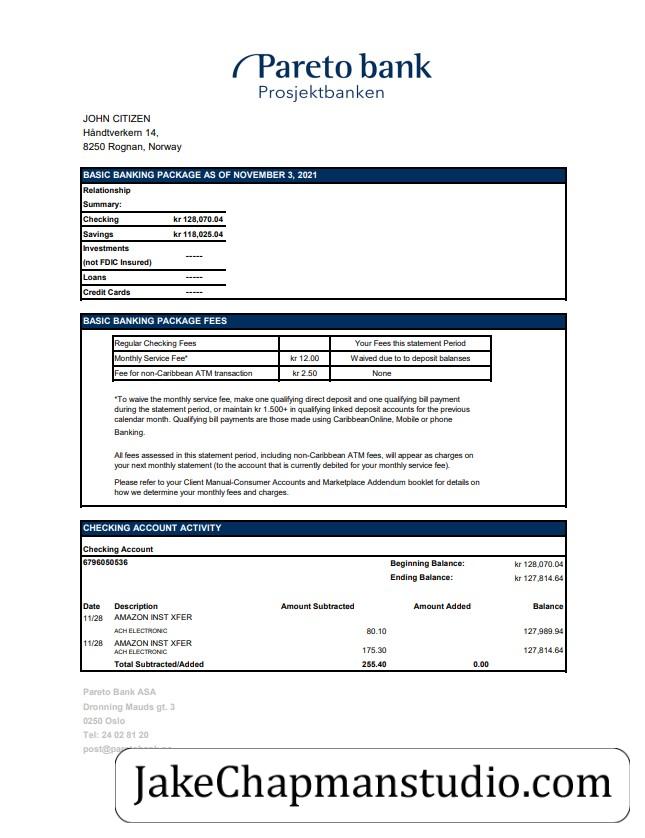 Pareto bank
Prosjektbanken
JOHN CITIZEN
Håndtverkern 14,
8250 Rognan, Norway
BASIC BANKING PACKAGE AS OF NOVEMBER 3, 2021
Relationship
Summary:
Checking kr 128,070.04
Savings kr 118,025.04
Investments
(not FDIC Insured) -----
Loans -----
Credit Cards -----
BASIC BANKING PACKAGE FEES
Regular Checking Fees Your Fees this statement Period
Monthly Service Fee* kr 12.00 Waived due to to deposit balanses
Fee for non-Caribbean ATM transaction kr 2.50 None
*To waive the monthly service fee, make one qualifying direct deposit and one qualifying bill payment
during the statement period, or maintain kr 1.500+ in qualifying linked deposit accounts for the previous
calendar month. Qualifying bill payments are those made using CaribbeanOnline, Mobile or phone
Banking.
All fees assessed in this statement period, including non-Caribbean ATM fees, will appear as charges on
your next monthly statement (to the account that is currently debited for your monthly service fee).
Please refer to your Client Manual-Consumer Accounts and Marketplace Addendum booklet for details on
how we determine your monthly fees and charges.
CHECKING ACCOUNT ACTIVITY
Checking Account
6796050536 Beginning Balance: kr 128,070.04
Ending Balance: kr 127,814.64
Date Description Amount Subtracted Amount Added Balance
11/28 AMAZON INST XFER
ACH ELECTRONIC 80.10 127,989.94
11/28 AMAZON INST XFER
ACH ELECTRONIC 175.30 127,814.64
Total Subtracted/Added 255.40 0.00
Pareto Bank ASA
Dronning Mauds gt. 3
0250 Oslo
Tel: 24 02 81 20
JakeChapmanstudio.com